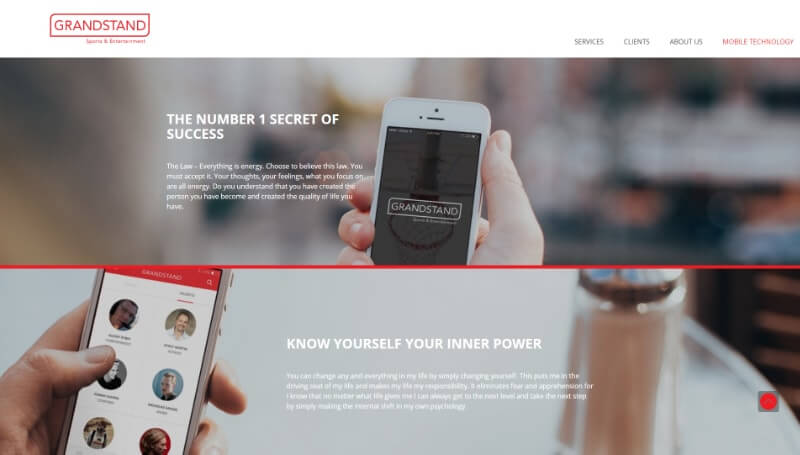 GRANDSTAND
Sports & Entertainment
SERVICES
CLIENTS
ABOUT US
MOBILE TECHNOLOGY
THE NUMBER 1 SECRET OF
SUCCESS
The Law – Everything is energy. Choose to believe this law. You
must accept it. Your thoughts, your feelings, what you focus on
are all energy. Do you understand that you have created the
person you have become and created the quality of life you
have.
GRANDSTAND
Sports & Entertainment
GRANDSTAND
KNOW YOURSELF YOUR INNER POWER
You can change any and everything in my life by simply changing yourself. This puts me in the
driving seat of my life and makes my life my responsibility. It eliminates fear and apprehension for
I know that no matter what life gives me I can always get to the next level and take the next step
by simply making the internal shift in my own psychology